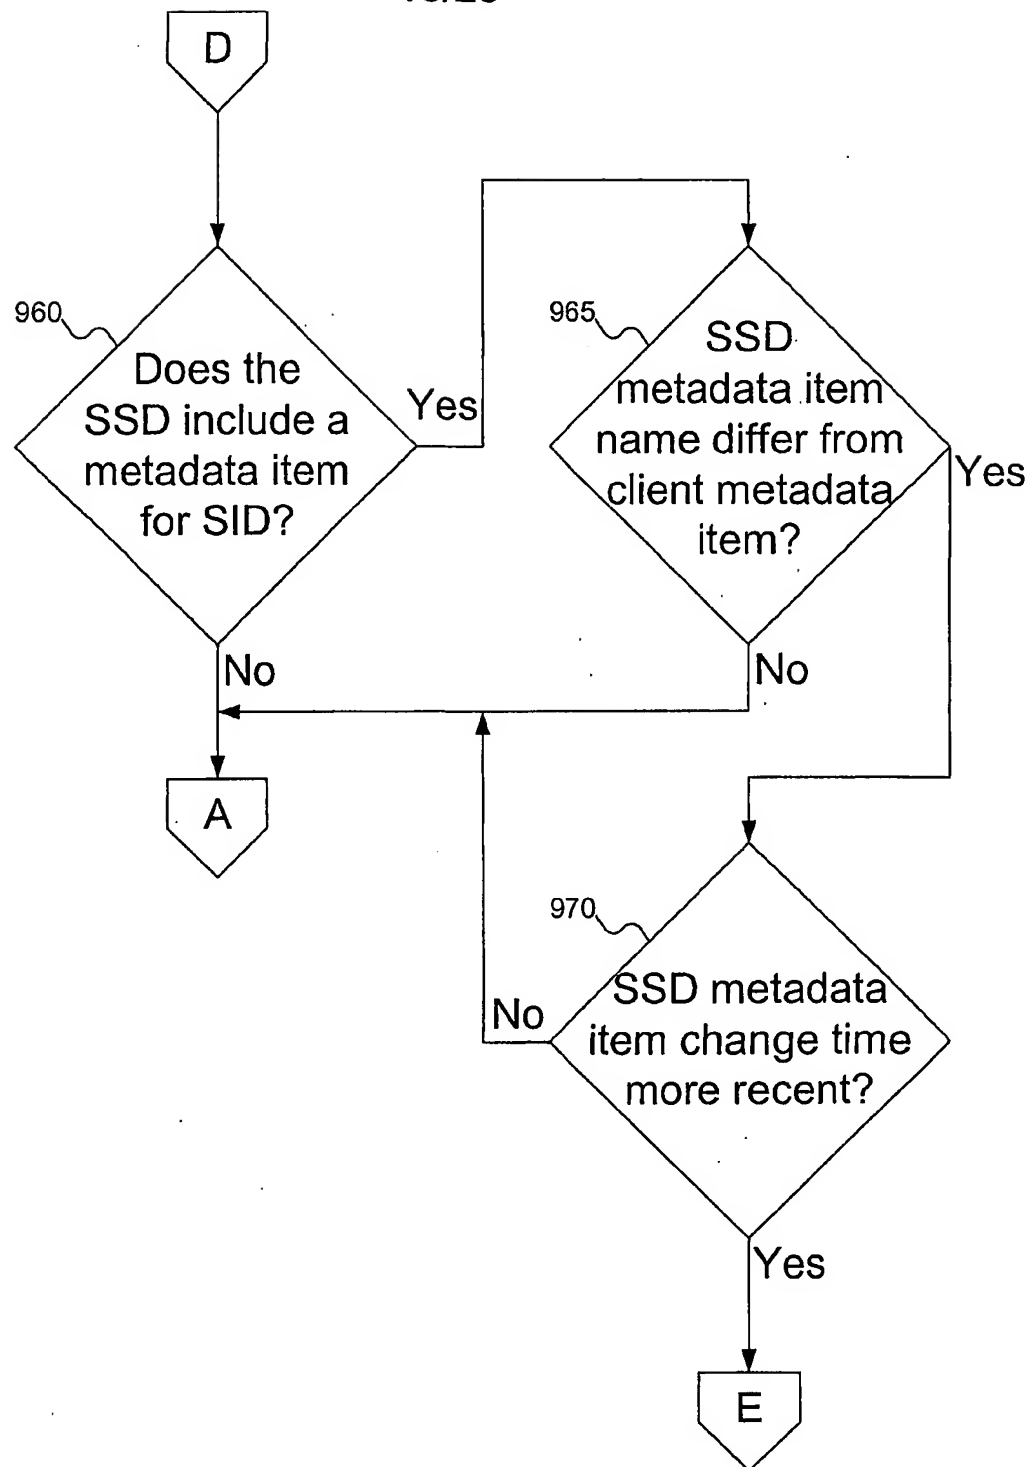 D
960
Does the
SSD include a
metadata item
for SID?
Yes
No
965
SSD
metadata item
name differ from
client metadata
item?
Yes
No
A
970
SSD metadata
item change time
more recent?
No
Yes
E